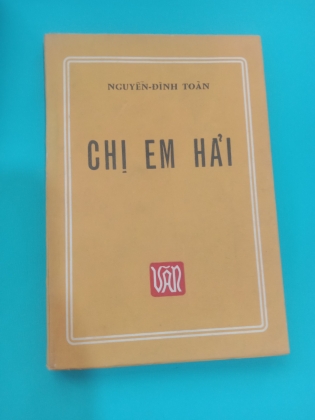 NGUYỄN-ĐÌNH TOÀN
CHỊ EM HẢI
VĂN